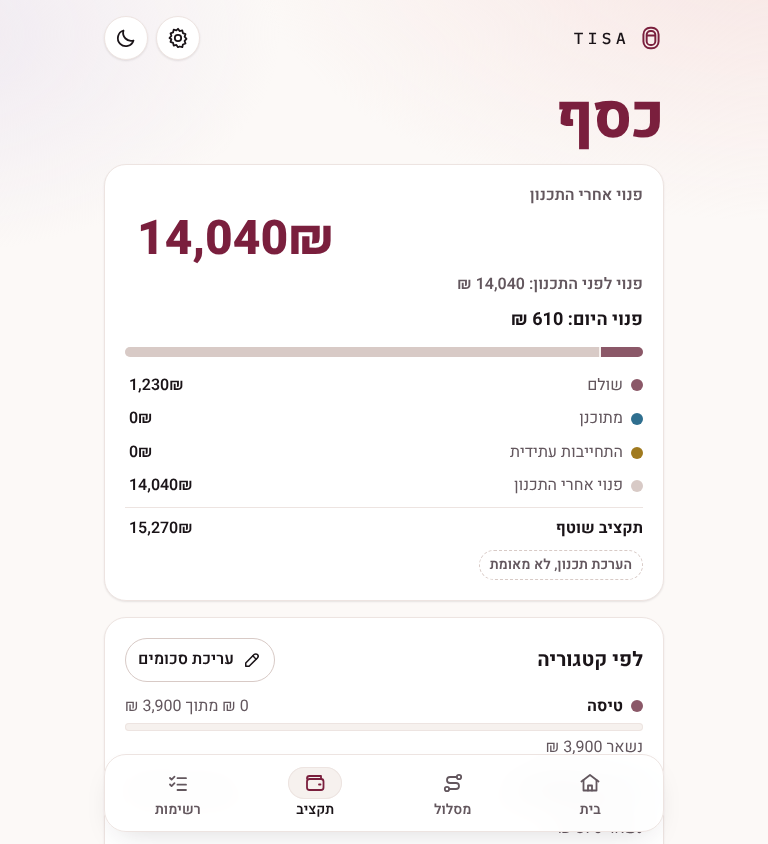 TISA
כסף
פנוי אחרי התכנון
14,040₪
פנוי לפני התכנון: 14,040 ₪
פנוי היום: 610 ₪
שולם 1,230₪
מתוכנן 0₪
התחייבות עתידית 0₪
פנוי אחרי התכנון 14,040₪
תקציב שוטף 15,270₪
הערכת תכנון, לא מאומת
לפי קטגוריה עריכת סכומים
טיסה 0 ₪ מתוך 3,900 ₪
נשאר 3,900 ₪
בית מסלול תקציב רשימות